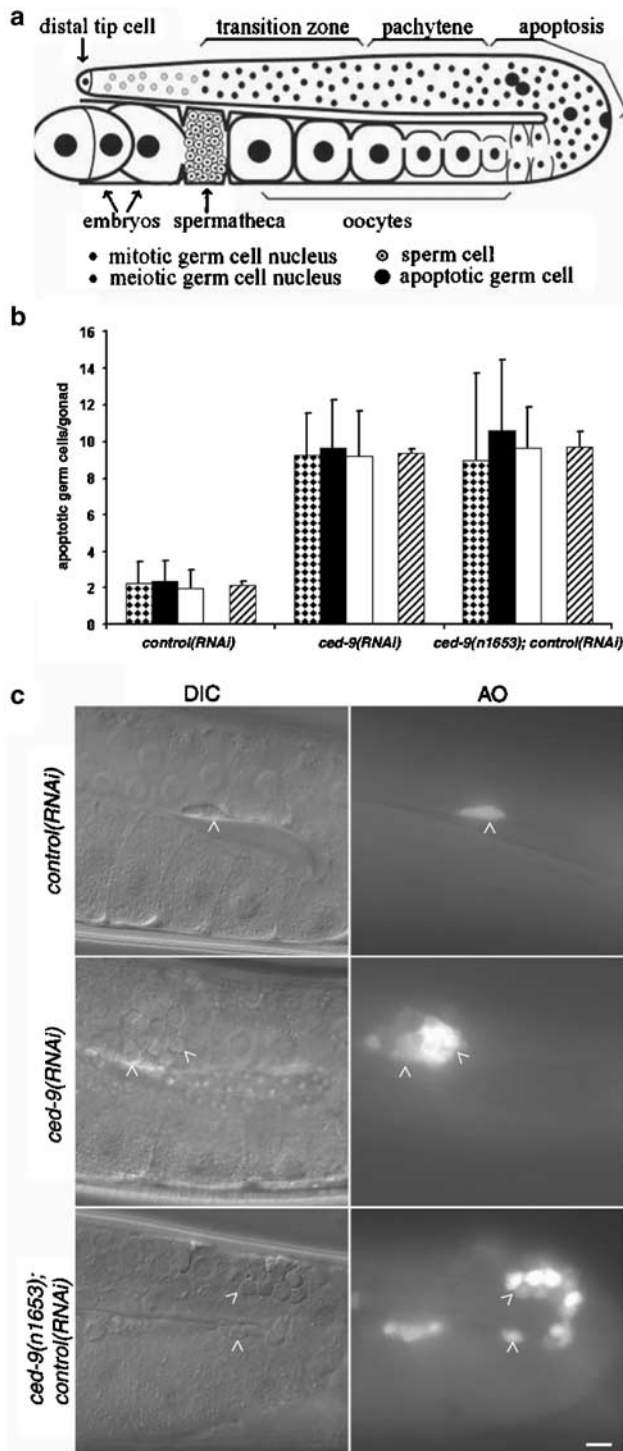 a
distal tip cell transition zone pachytene apoptosis
embryos spermatheca oocytes
mitotic germ cell nucleus sperm cell
meiotic germ cell nucleus apoptotic germ cell
b
apoptotic germ cells/gonad
16
14
12
10
8
6
4
2
0
control(RNAi) ced-9(RNAi) ced-9(n1653); control(RNAi)
c
DIC AO
control(RNAi)
ced-9(RNAi)
ced-9(n1653);
control(RNAi)